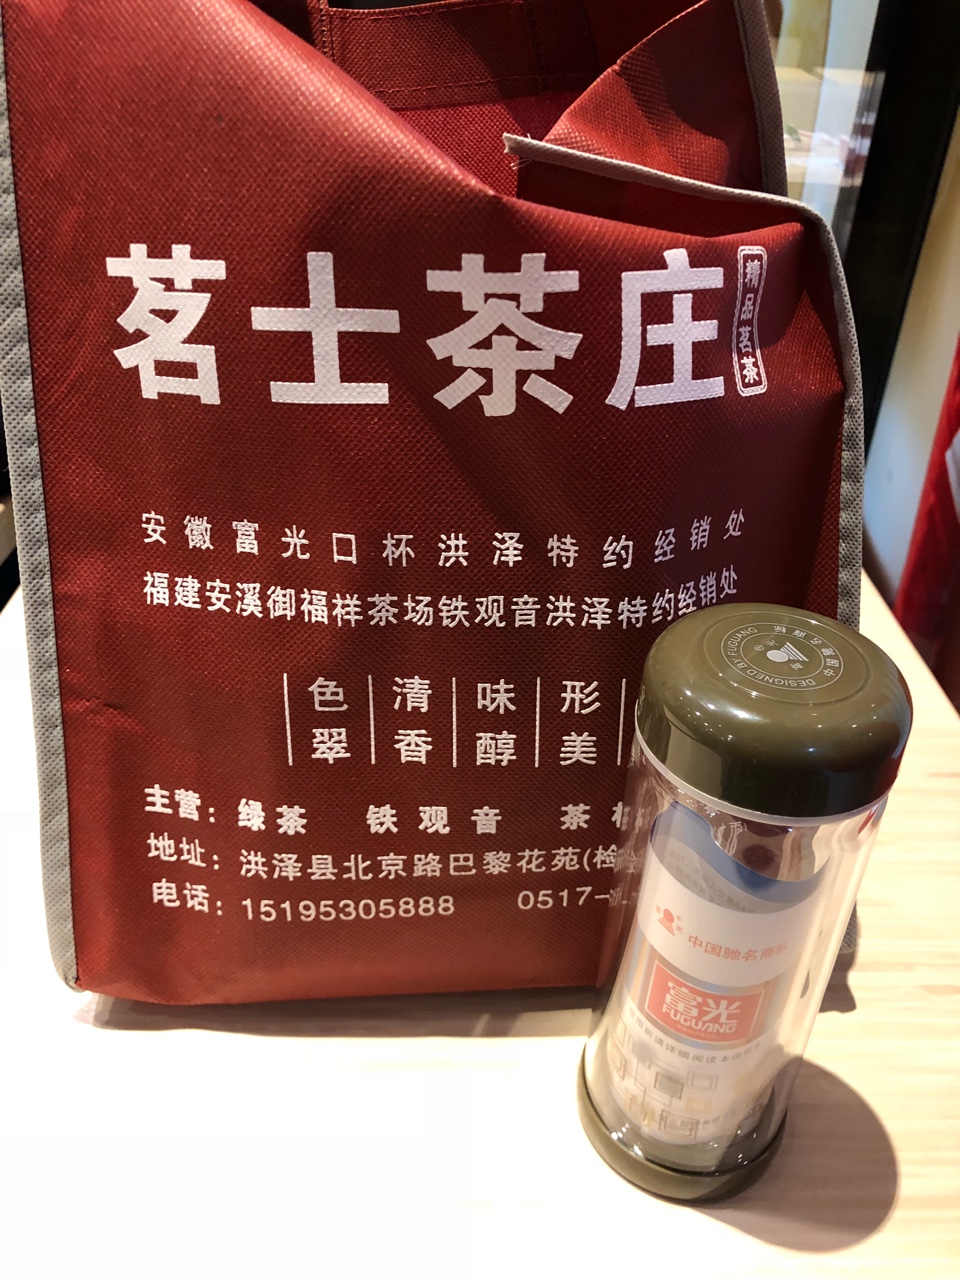 茗士茶庄
精品茗茶
安徽富光口杯洪泽特约经销处
福建安溪御福祥茶场铁观音洪泽特约经销处
色 清 味 形
翠 香 醇 美
主营：绿茶 铁观音 茶
地址：洪泽县北京路巴黎花苑(检
电话：15195305888 0517-
DESIGNED BY FUGUANG
中国驰名商标
富光
FUGUANG